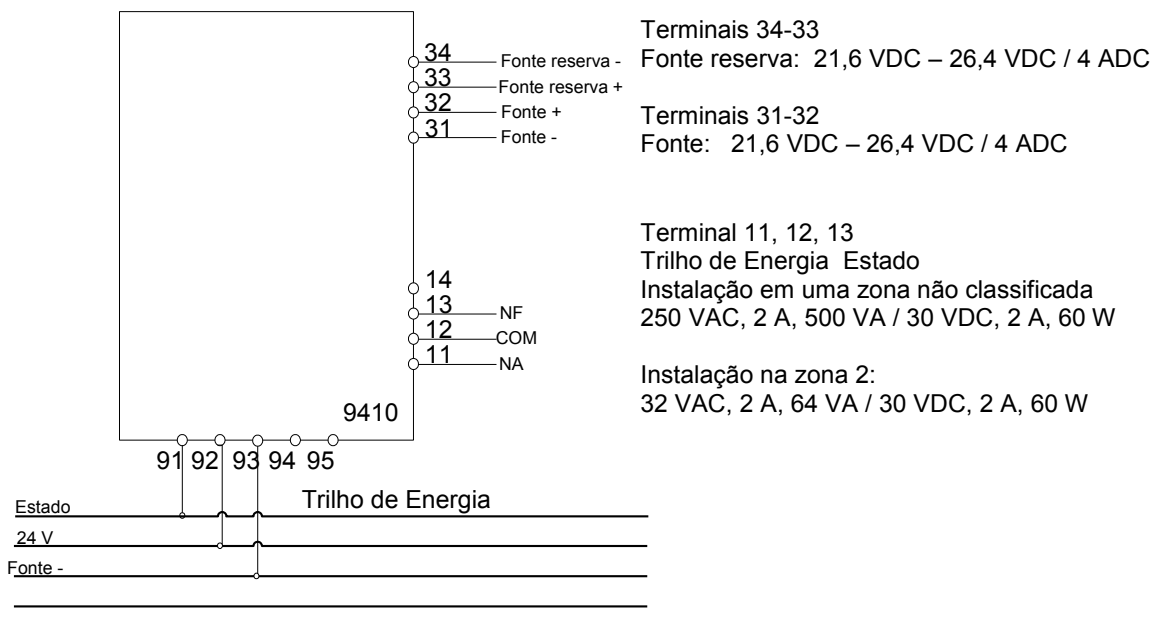 34
Fonte reserva -
33
Fonte reserva +
32
Fonte +
31
Fonte -
14
13
NF
12
COM
11
NA
9410
91 92 93 94 95
Terminais 34-33
Fonte reserva: 21,6 VDC – 26,4 VDC / 4 ADC
Terminais 31-32
Fonte: 21,6 VDC – 26,4 VDC / 4 ADC
Terminal 11, 12, 13
Trilho de Energia Estado
Instalação em uma zona não classificada
250 VAC, 2 A, 500 VA / 30 VDC, 2 A, 60 W
Instalação na zona 2:
32 VAC, 2 A, 64 VA / 30 VDC, 2 A, 60 W
Trilho de Energia
Estado
24 V
Fonte -